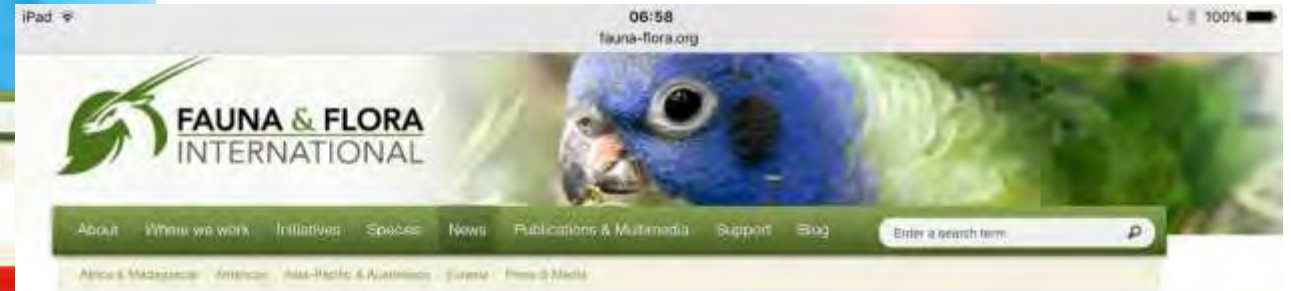 iPad 06:58 100%
fauna-flora.org
FAUNA & FLORA
INTERNATIONAL
About Where we work Initiatives Species News Publications & Multimedia Support Blog Enter a search term
Africa & Madagascar Americas Asia-Pacific & Australasia Eurasia Press & Media